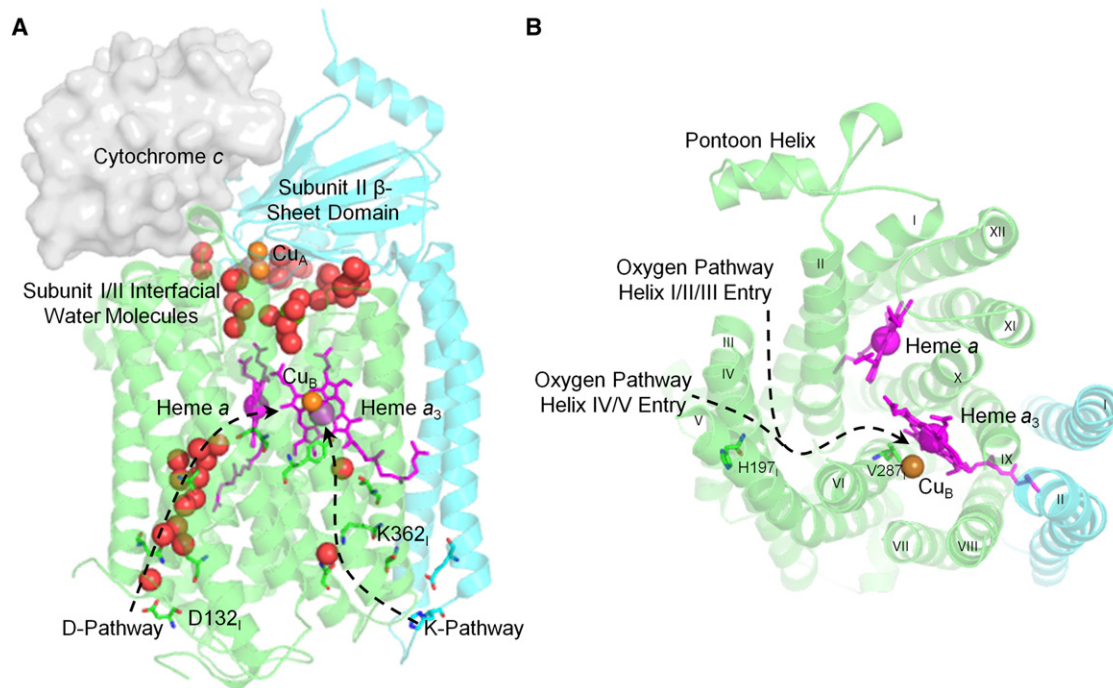 A
Cytochrome c
Subunit II β-
Sheet Domain
CuA
Subunit I/II Interfacial
Water Molecules
CuB
Heme a
Heme a3
K362I
D132I
D-Pathway
K-Pathway
B
Pontoon Helix
I
XII
II
Oxygen Pathway
Helix I/II/III Entry
XI
III
Heme a
IV
X
Oxygen Pathway
Helix IV/V Entry
Heme a3
I
V
H197I
V287I
IX
VI
CuB
II
VII
VIII